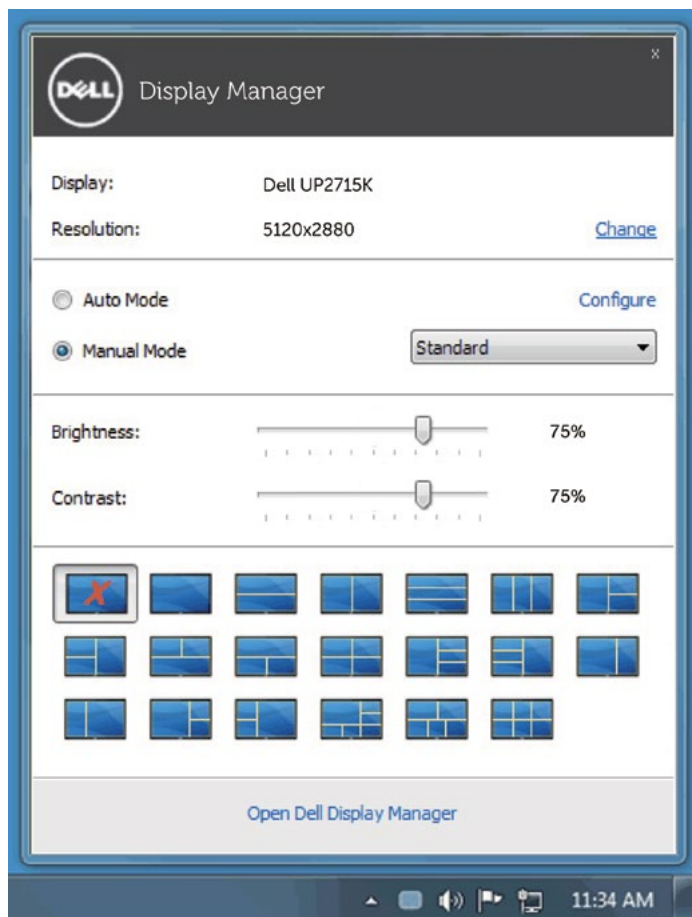 DELL Display Manager
x
Display: Dell UP2715K
Resolution: 5120x2880 Change
Auto Mode Configure
Manual Mode Standard
Brightness: 75%
Contrast: 75%
Open Dell Display Manager
11:34 AM